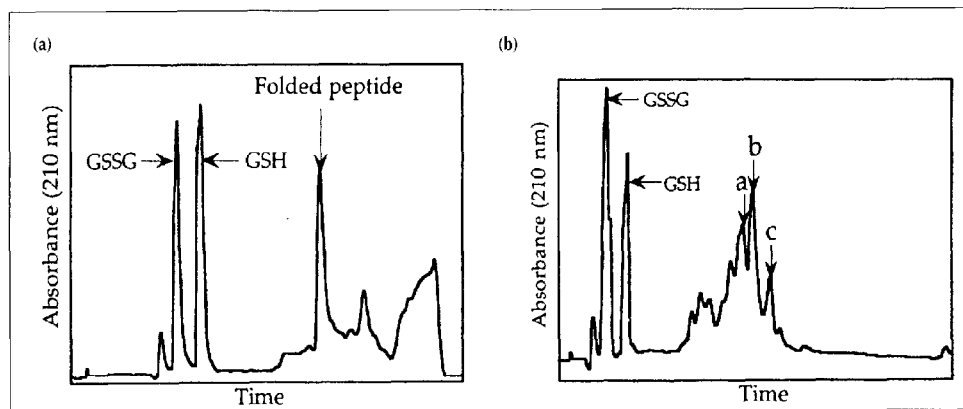 (a)
Folded peptide
GSSG
GSH
Absorbance (210 nm)
Time
(b)
GSSG
GSH
a
b
c
Absorbance (210 nm)
Time